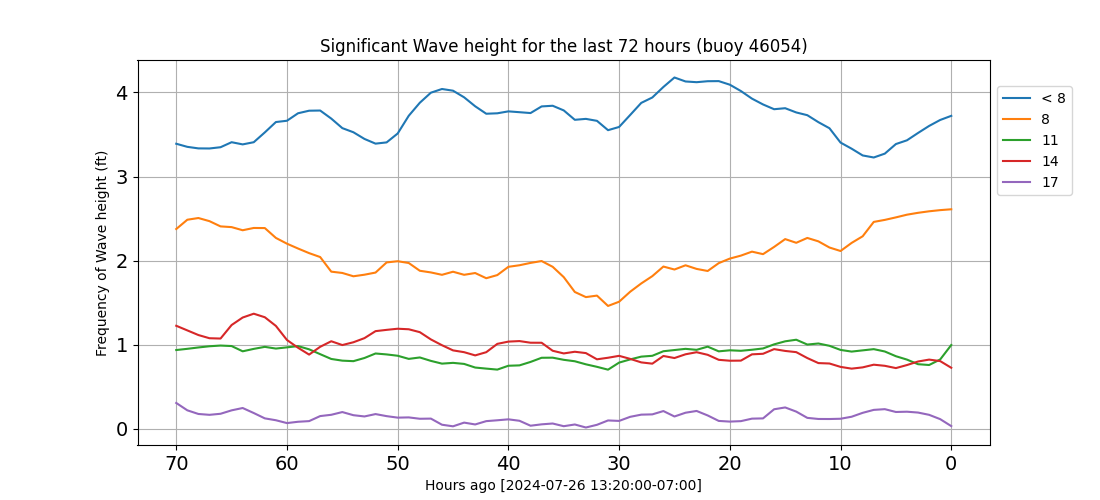 Significant Wave height for the last 72 hours (buoy 46054)
Frequency of Wave height (ft)
4
3
2
1
0
70 60 50 40 30 20 10 0
Hours ago [2024-07-26 13:20:00-07:00]
< 8
8
11
14
17